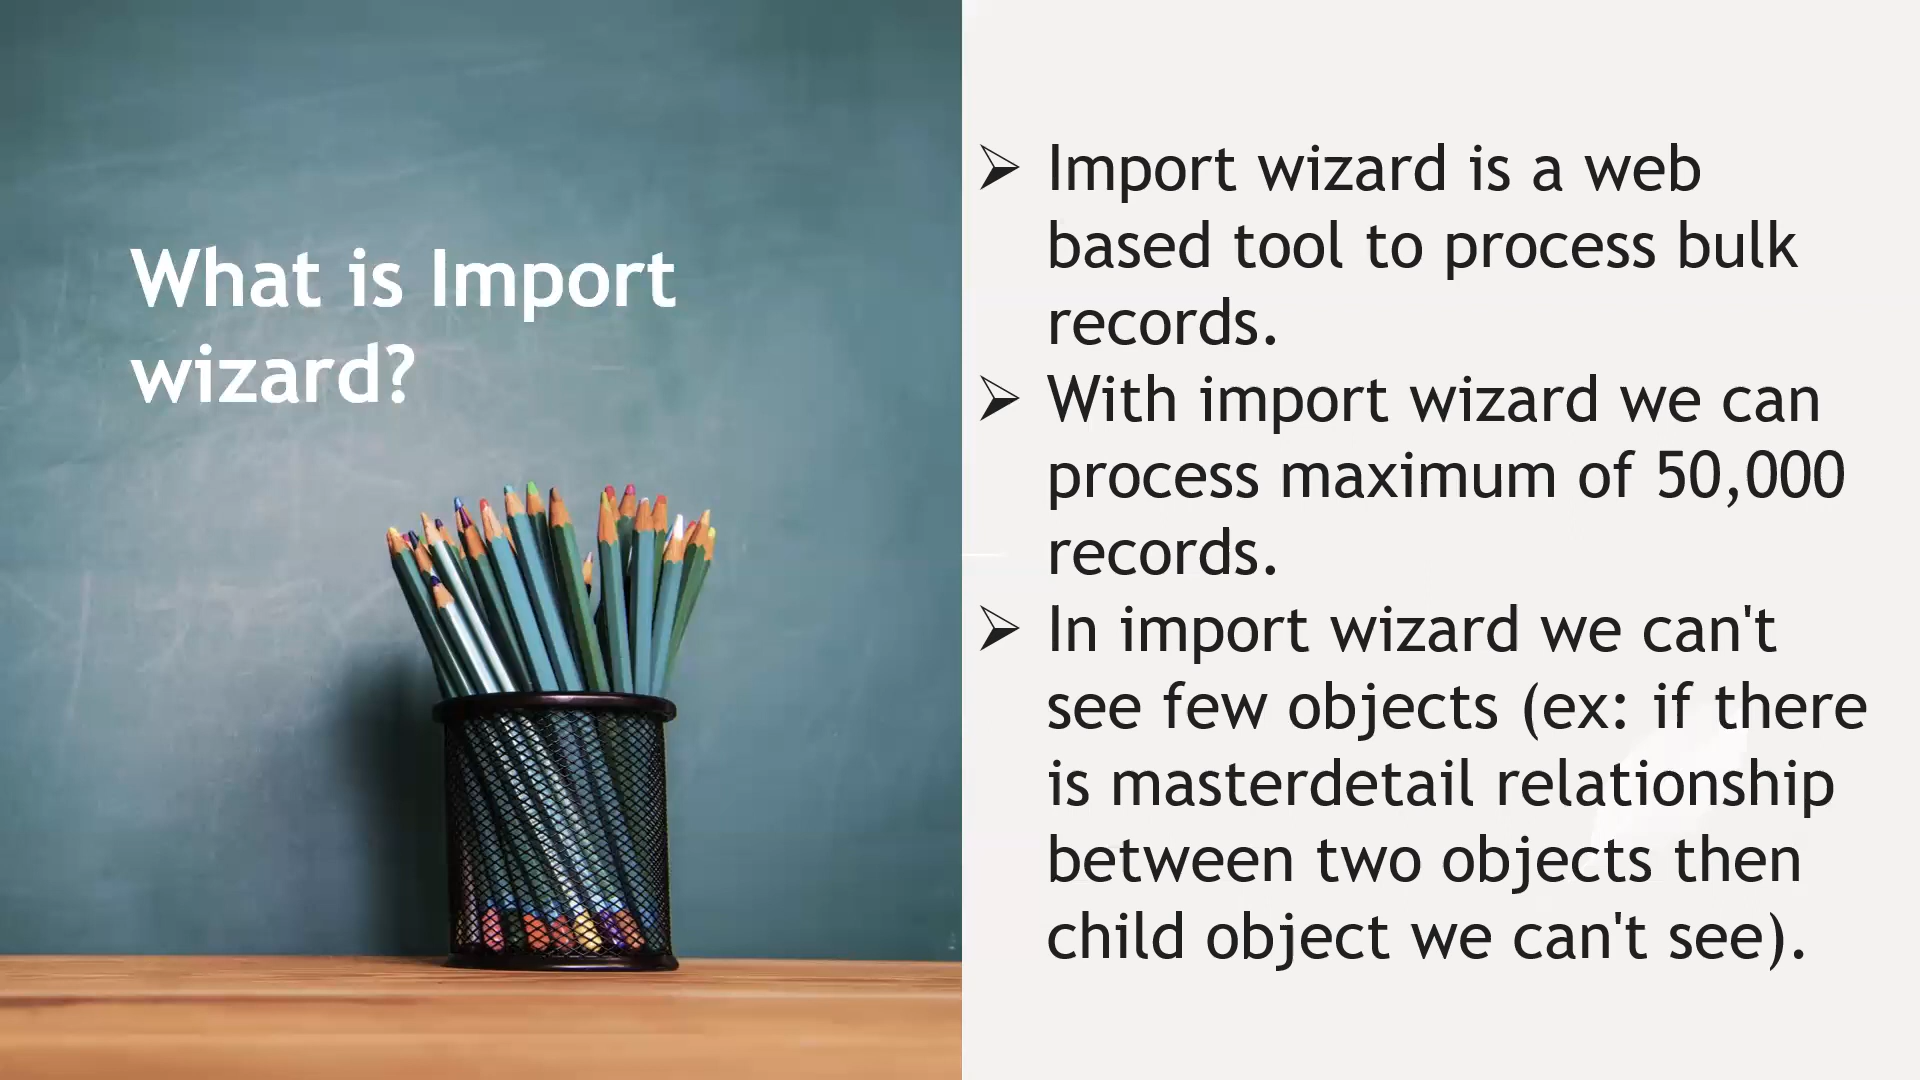 What is Import
wizard?
➢ Import wizard is a web
based tool to process bulk
records.
➢ With import wizard we can
process maximum of 50,000
records.
➢ In import wizard we can't
see few objects (ex: if there
is masterdetail relationship
between two objects then
child object we can't see).